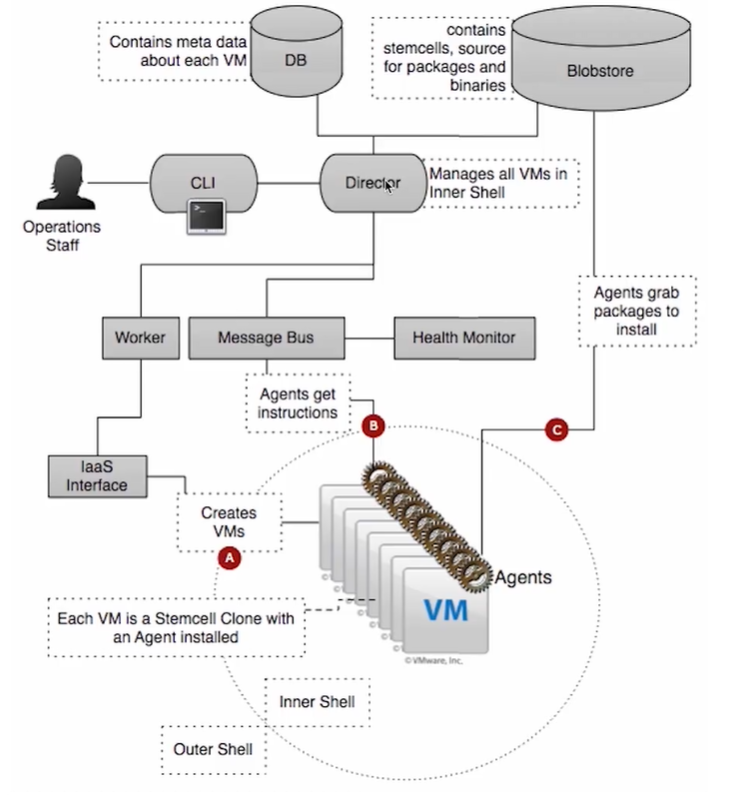 Contains meta data
about each VM
DB
contains
stemcells, source
for packages and
binaries
Blobstore
Operations
Staff
CLI
>_
Director
Manages all VMs in
Inner Shell
Worker
Message Bus
Health Monitor
Agents grab
packages to
install
Agents get
instructions
B
C
IaaS
Interface
Creates
VMs
A
Agents
VM
Each VM is a Stemcell Clone with
an Agent installed
©VMware, Inc.
Inner Shell
Outer Shell